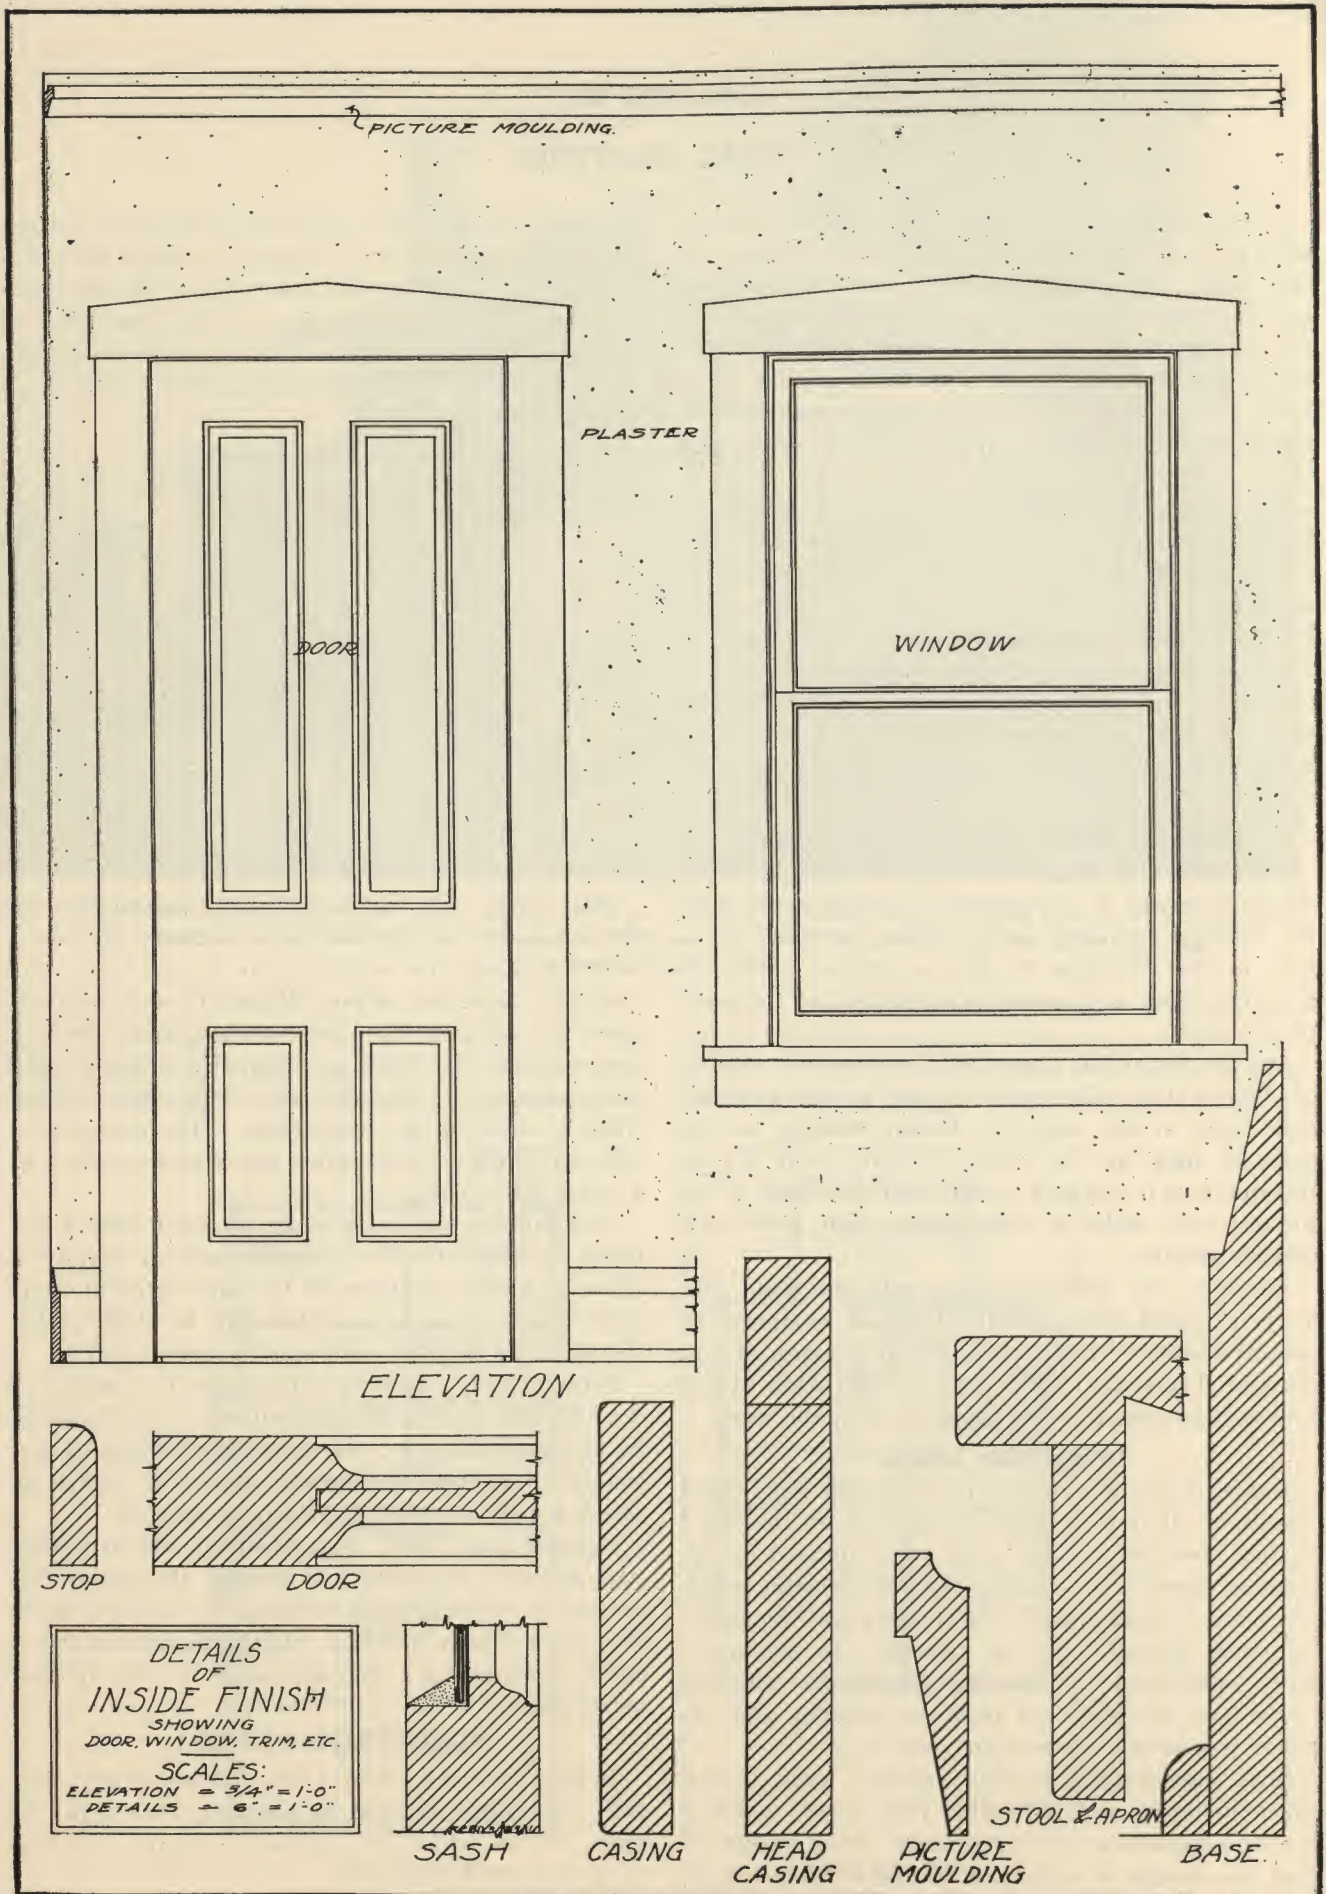 PICTURE MOULDING.
PLASTER
DOOR
WINDOW
ELEVATION
STOP
DOOR
DETAILS
OF
INSIDE FINISH
SHOWING
DOOR, WINDOW, TRIM, ETC.
SCALES:
ELEVATION = 3/4" = 1'-0"
DETAILS = 6" = 1'-0"
SASH
CASING
HEAD
CASING
PICTURE
MOULDING
STOOL & APRON
BASE.